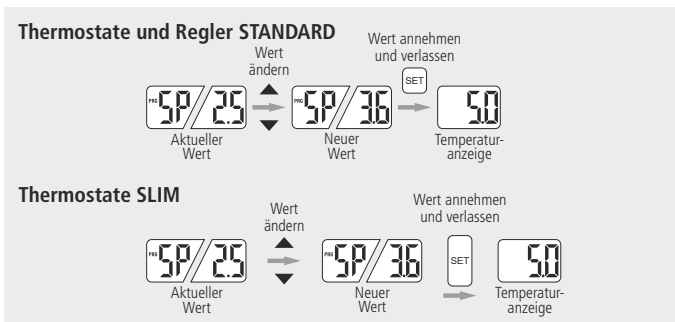 Thermostate und Regler STANDARD
Wert
ändern
Wert annehmen
und verlassen
SET
PRG SP / 2.5
PRG SP / 3.6
5.0
Aktueller
Wert
Neuer
Wert
Temperatur-
anzeige
Thermostate SLIM
Wert
ändern
Wert annehmen
und verlassen
PRG SP / 2.5
PRG SP / 3.6
SET
5.0
Aktueller
Wert
Neuer
Wert
Temperatur-
anzeige